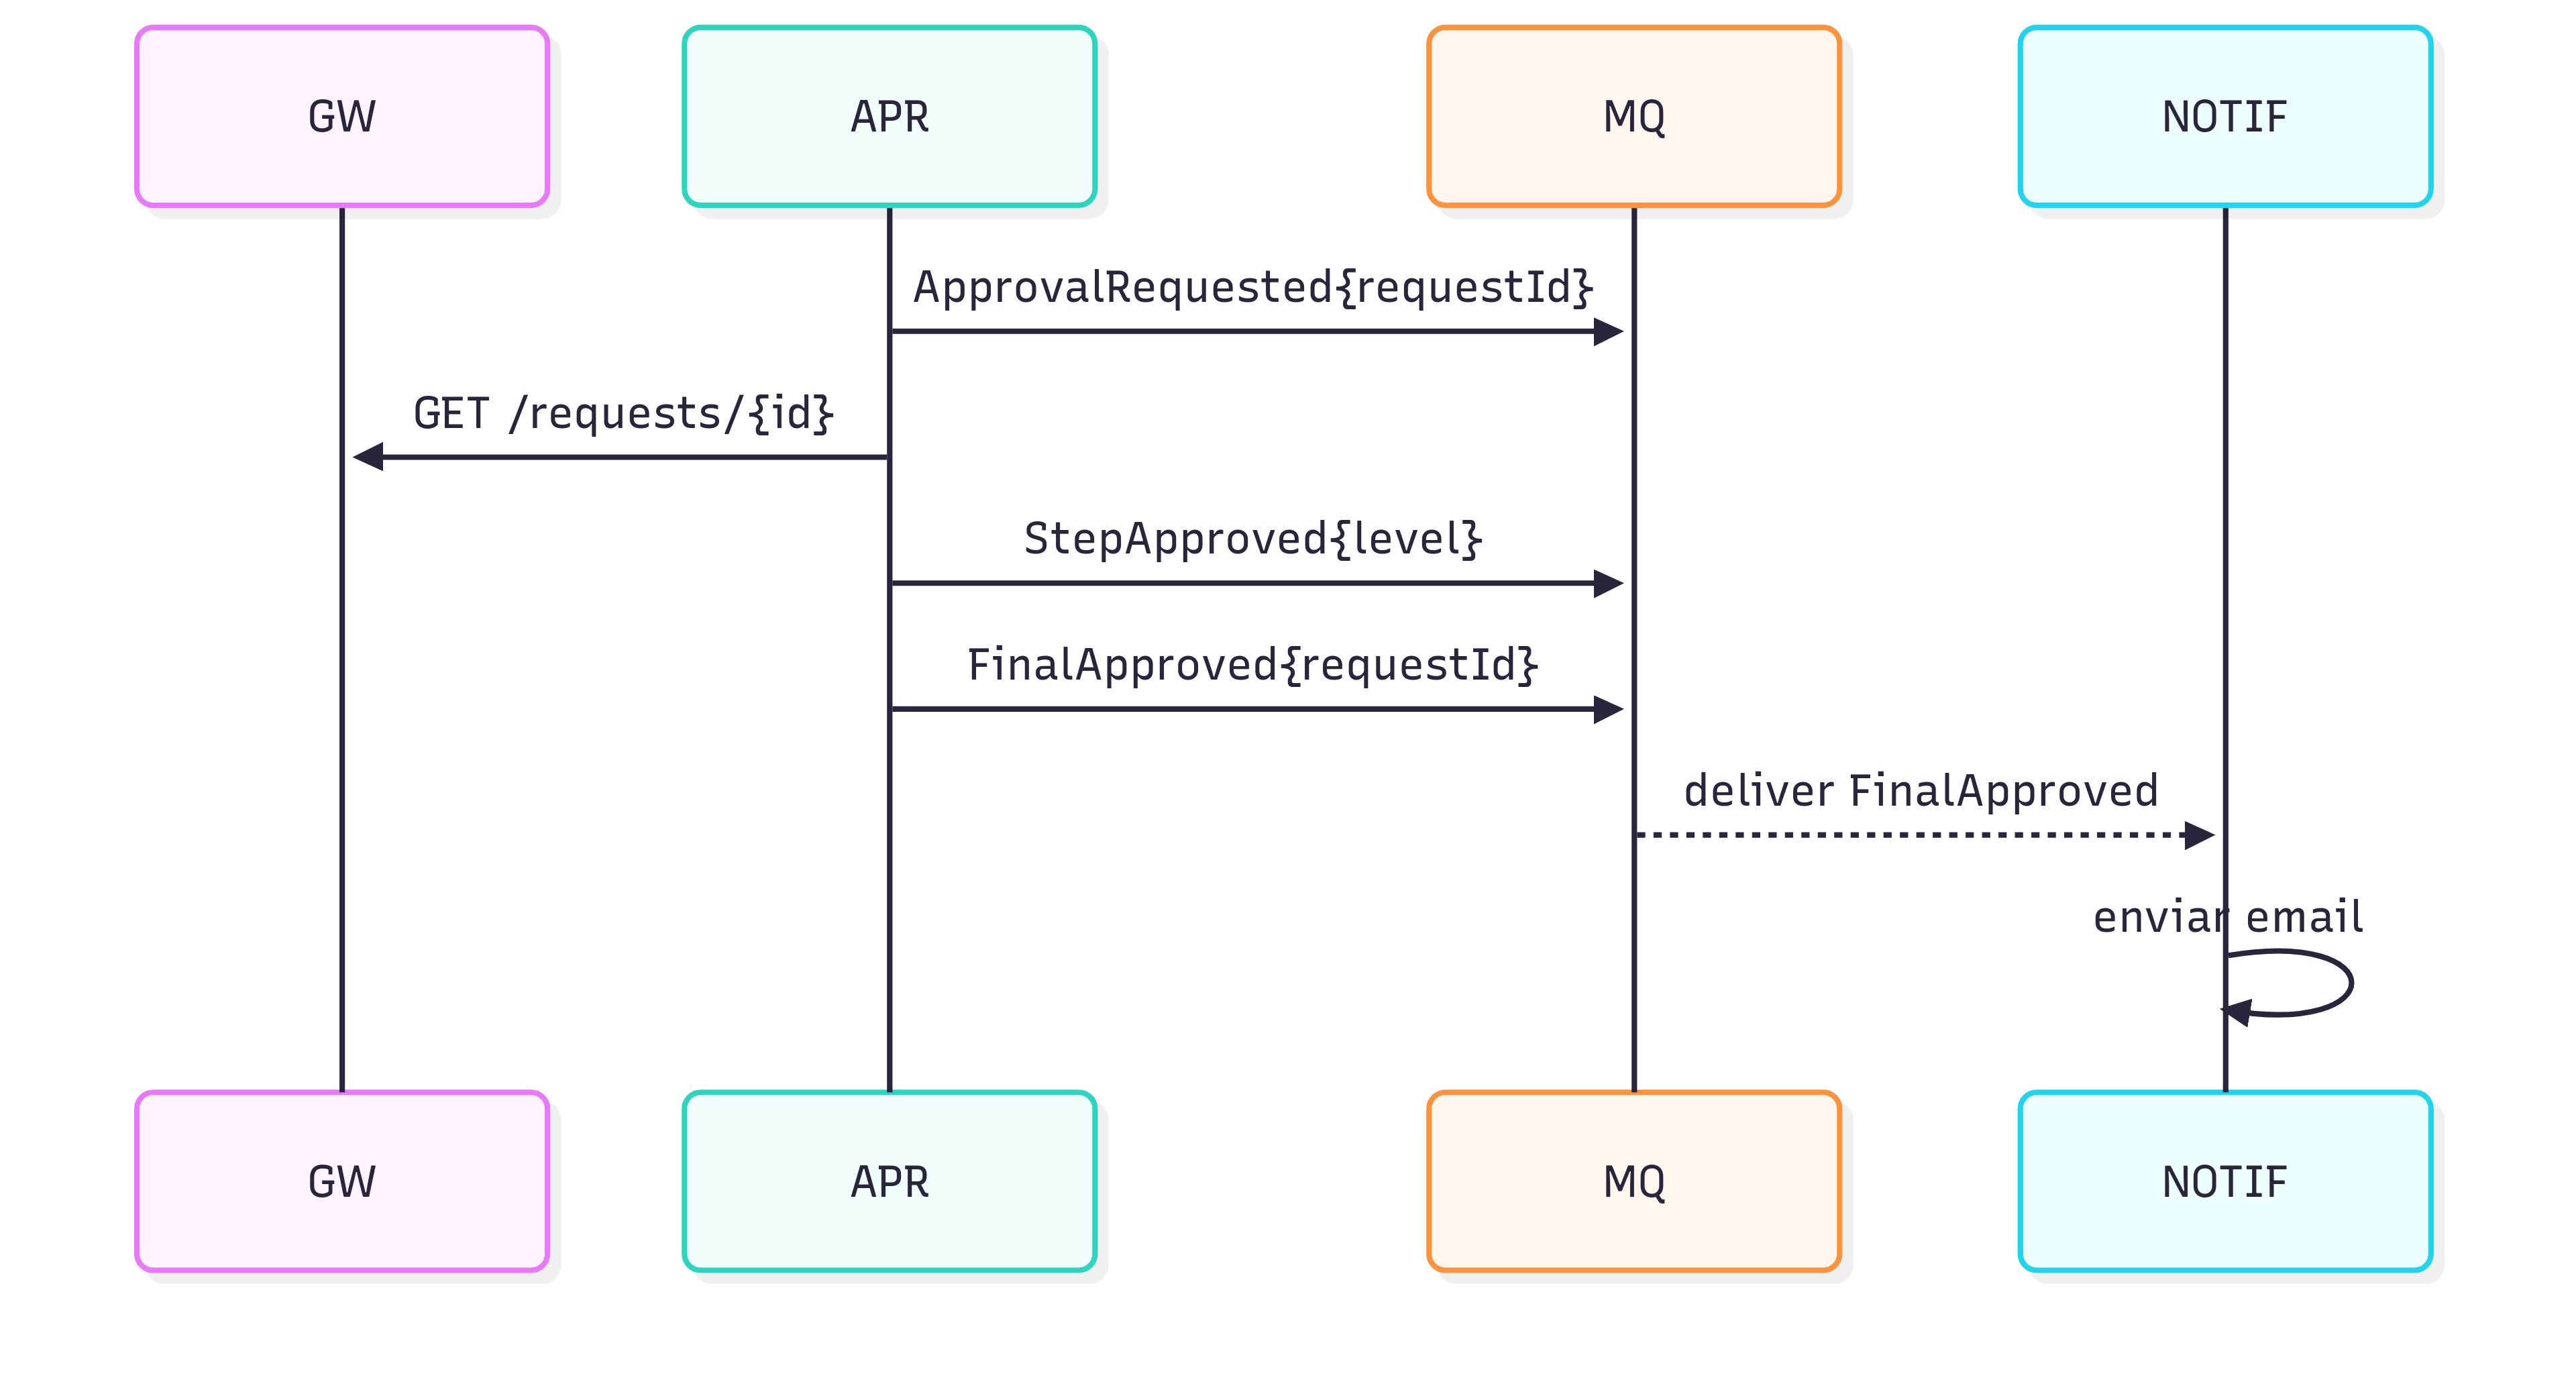 GW
APR
MQ
NOTIF
ApprovalRequested{requestId}
GET /requests/{id}
StepApproved{level}
FinalApproved{requestId}
deliver FinalApproved
enviar email
GW
APR
MQ
NOTIF